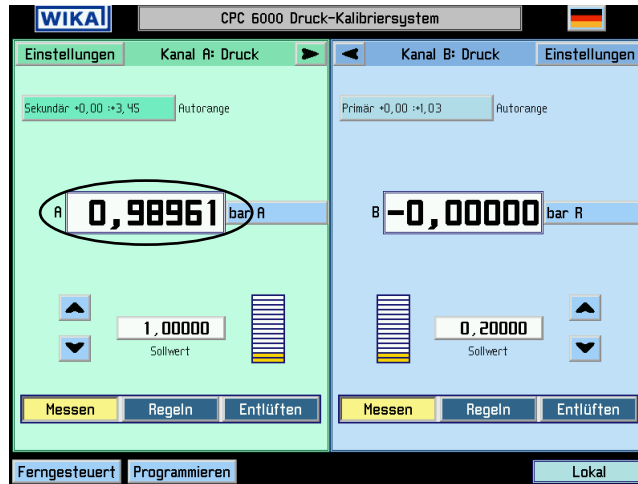 WIKA
CPC 6000 Druck-Kalibriersystem
Einstellungen
Kanal A: Druck
Sekundär +0,00 :+3,45
Autorange
A 0,98961 bar A
1,00000
Sollwert
Messen Regeln Entlüften
Kanal B: Druck
Einstellungen
Primär +0,00 :+1,03
Autorange
B -0,00000 bar R
0,20000
Sollwert
Messen Regeln Entlüften
Ferngesteuert Programmieren
Lokal